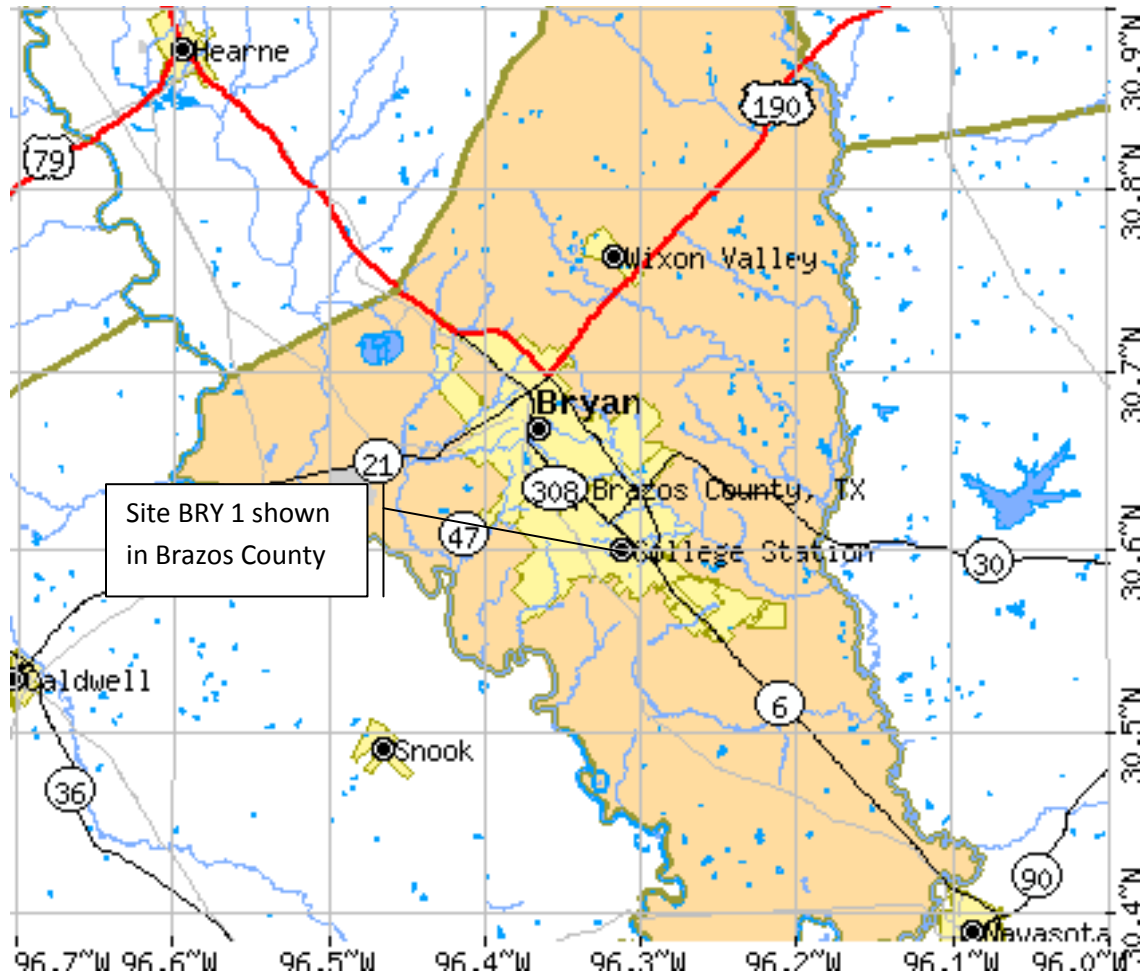 Hearne
190
79
30.9°N
30.8°N
Wixon Valley
30.7°N
Bryan
21
308
Brazos County, TX
Site BRY 1 shown
in Brazos County
47
College Station
30.6°N
30
Caldwell
6
Snook
30.5°N
36
90
30.4°N
Navasota
96.7°W 96.6°W 96.5°W 96.4°W 96.3°W 96.2°W 96.1°W 96.0°W